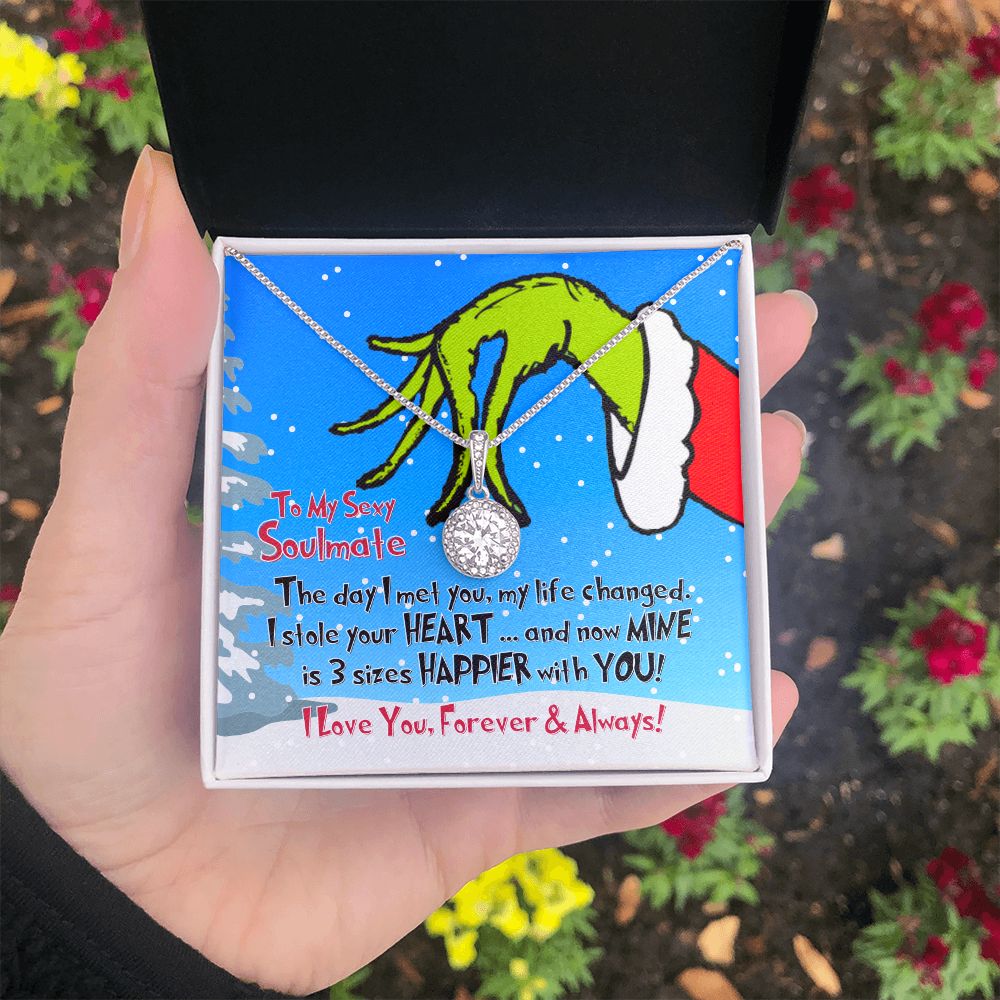 To My Sexy
Soulmate
The day I met you, my life changed.
I stole your HEART ... and now MINE
is 3 sizes HAPPIER with YOU!
I Love You, Forever & Always!